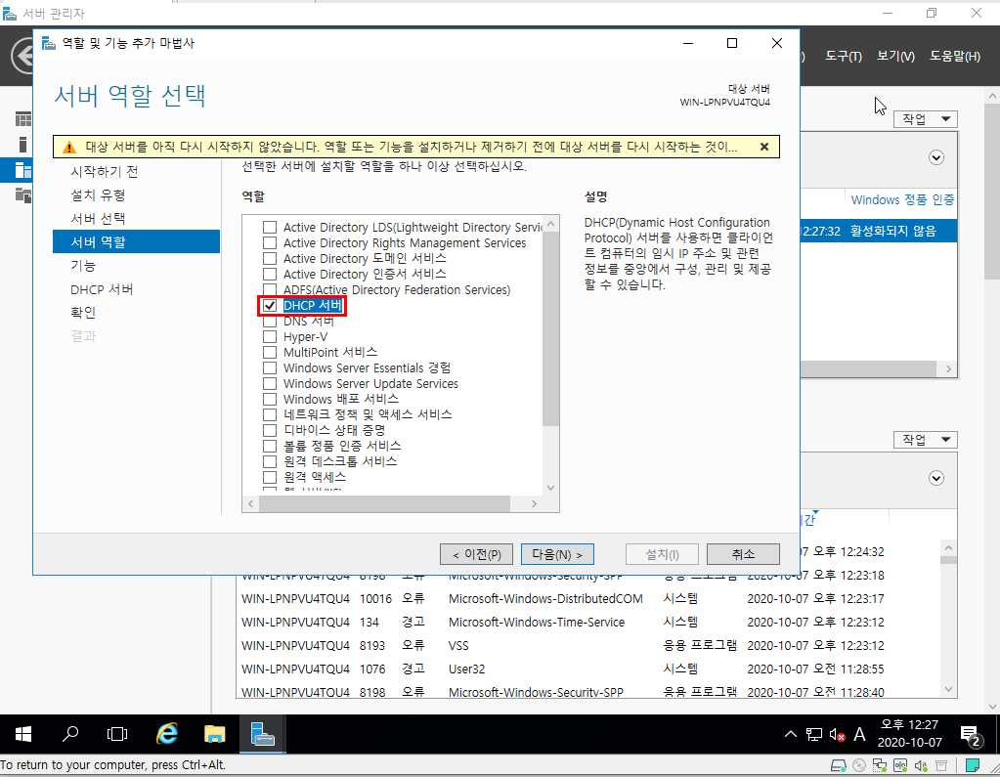 서버 관리자
도구(T) 보기(V) 도움말(H)
역할 및 기능 추가 마법사
서버 역할 선택
대상 서버
WIN-LPNPVU4TQU4
대상 서버를 아직 다시 시작하지 않았습니다. 역할 또는 기능을 설치하거나 제거하기 전에 대상 서버를 다시 시작하는 것이...
시작하기 전
설치 유형
서버 선택
서버 역할
기능
DHCP 서버
확인
결과
선택한 서버에 설치할 역할을 하나 이상 선택하십시오.
역할
Active Directory LDS(Lightweight Directory Servic
Active Directory Rights Management Services
Active Directory 도메인 서비스
Active Directory 인증서 서비스
ADFS(Active Directory Federation Services)
DHCP 서버
DNS 서버
Hyper-V
MultiPoint 서비스
Windows Server Essentials 경험
Windows Server Update Services
Windows 배포 서비스
네트워크 정책 및 액세스 서비스
디바이스 상태 증명
볼륨 정품 인증 서비스
원격 데스크톱 서비스
원격 액세스
설명
DHCP(Dynamic Host Configuration
Protocol) 서버를 사용하면 클라이언
트 컴퓨터의 임시 IP 주소 및 관련
정보를 중앙에서 구성, 관리 및 제공
할 수 있습니다.
< 이전(P) 다음(N) > 설치(I) 취소
작업
Windows 정품 인증
12:27:32 활성화되지 않음
작업
오후 12:24:32
WIN-LPNPVU4TQU4 8198 오류 Microsoft-Windows-Security-SPP 응용 프로그램 2020-10-07 오후 12:23:18
WIN-LPNPVU4TQU4 10016 오류 Microsoft-Windows-DistributedCOM 시스템 2020-10-07 오후 12:23:17
WIN-LPNPVU4TQU4 134 경고 Microsoft-Windows-Time-Service 시스템 2020-10-07 오후 12:23:12
WIN-LPNPVU4TQU4 8193 오류 VSS 응용 프로그램 2020-10-07 오후 12:23:12
WIN-LPNPVU4TQU4 1076 경고 User32 시스템 2020-10-07 오전 11:28:55
WIN-LPNPVU4TQU4 8198 오류 Microsoft-Windows-Security-SPP 응용 프로그램 2020-10-07 오전 11:28:40
A
오후 12:27
2020-10-07
2
To return to your computer, press Ctrl+Alt.